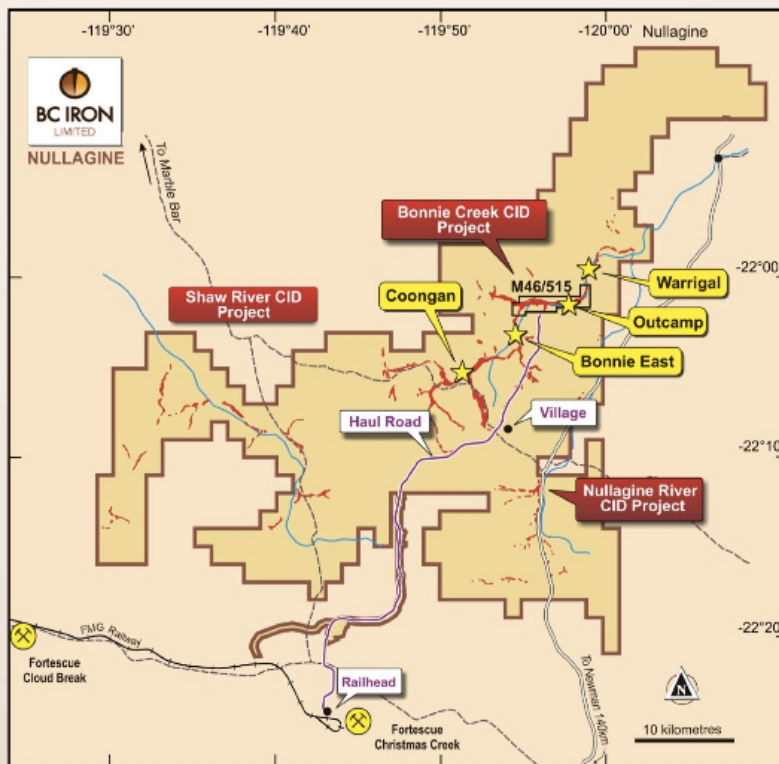 -119°30'
-119°40'
-119°50'
-120°00'
Nullagine
BC IRON
LIMITED
NULLAGINE
To Marble Bar
Bonnie Creek CID
Project
-22°00'
Warrigal
M46/515
Coongan
Shaw River CID
Project
Outcamp
Bonnie East
Village
Haul Road
-22°10'
Nullagine River
CID Project
-22°20'
FMG Railway
Fortescue
Cloud Break
To Newman 140km
Railhead
N
Fortescue
Christmas Creek
10 kilometres